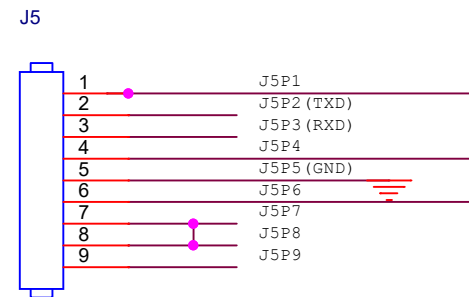 J5
1 J5P1
2 J5P2(TXD)
3 J5P3(RXD)
4 J5P4
5 J5P5(GND)
6 J5P6
7 J5P7
8 J5P8
9 J5P9